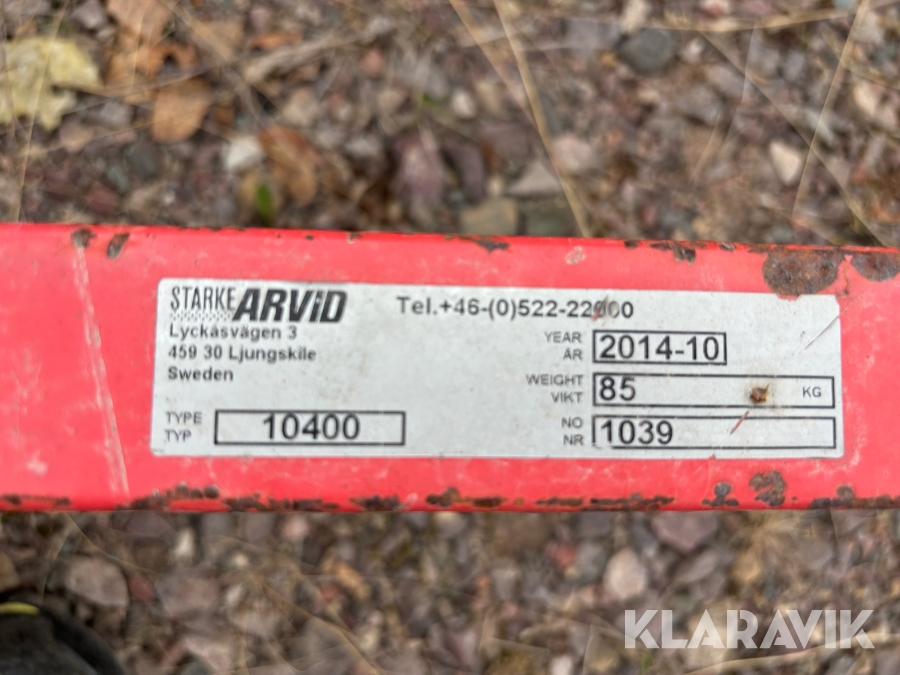 STARKE ARViD
Tel.+46-(0)522-22000
Lyckåsvägen 3
459 30 Ljungskile
Sweden
YEAR
ÅR
2014-10
WEIGHT
VIKT
85 KG
TYPE
TYP
10400
NO
NR
1039
KLARAVIK